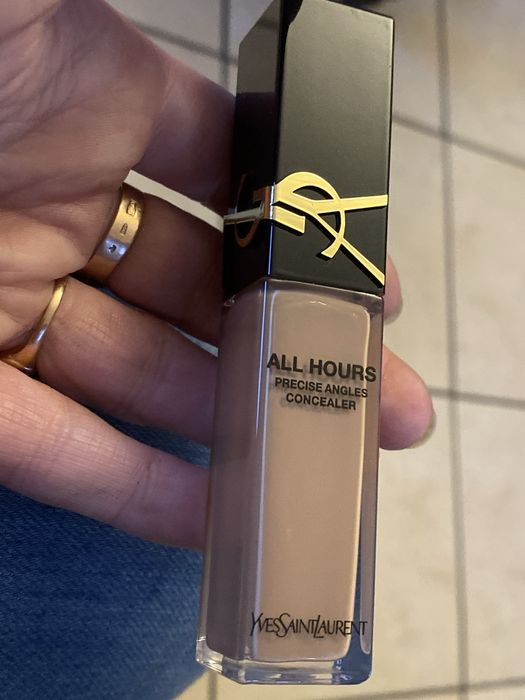 ALL HOURS
PRECISE ANGLES
CONCEALER
YVESSAINTLAURENT